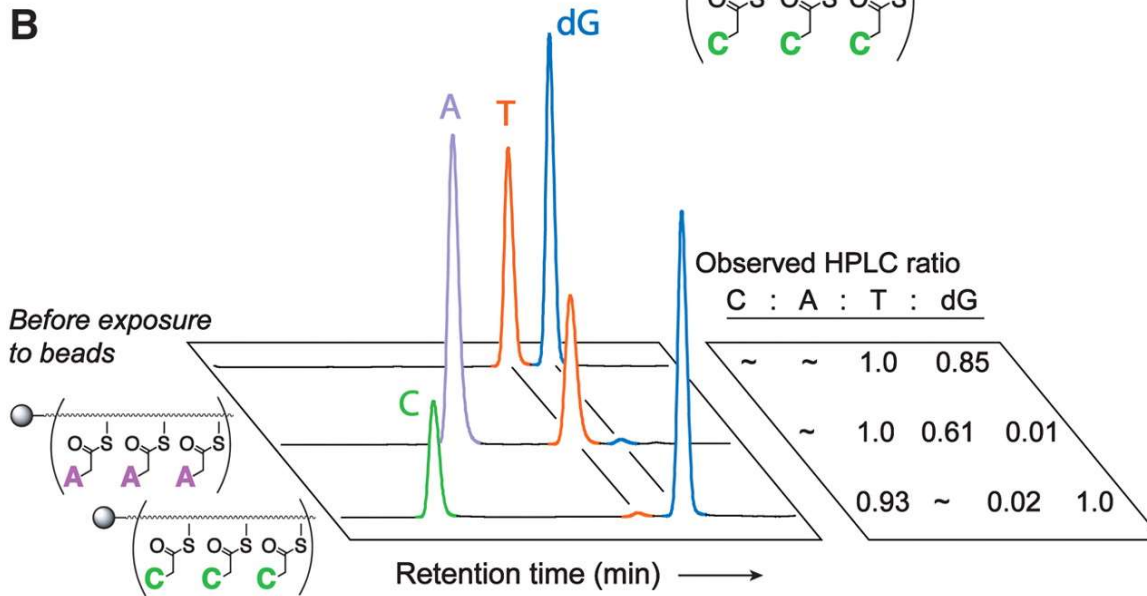 B
O S O S O S
C C C
dG
A
T
Observed HPLC ratio
C : A : T : dG
Before exposure
to beads
~ ~ 1.0 0.85
C
~ 1.0 0.61 0.01
O S O S O S
A A A
0.93 ~ 0.02 1.0
O S O S O S
C C C
Retention time (min)